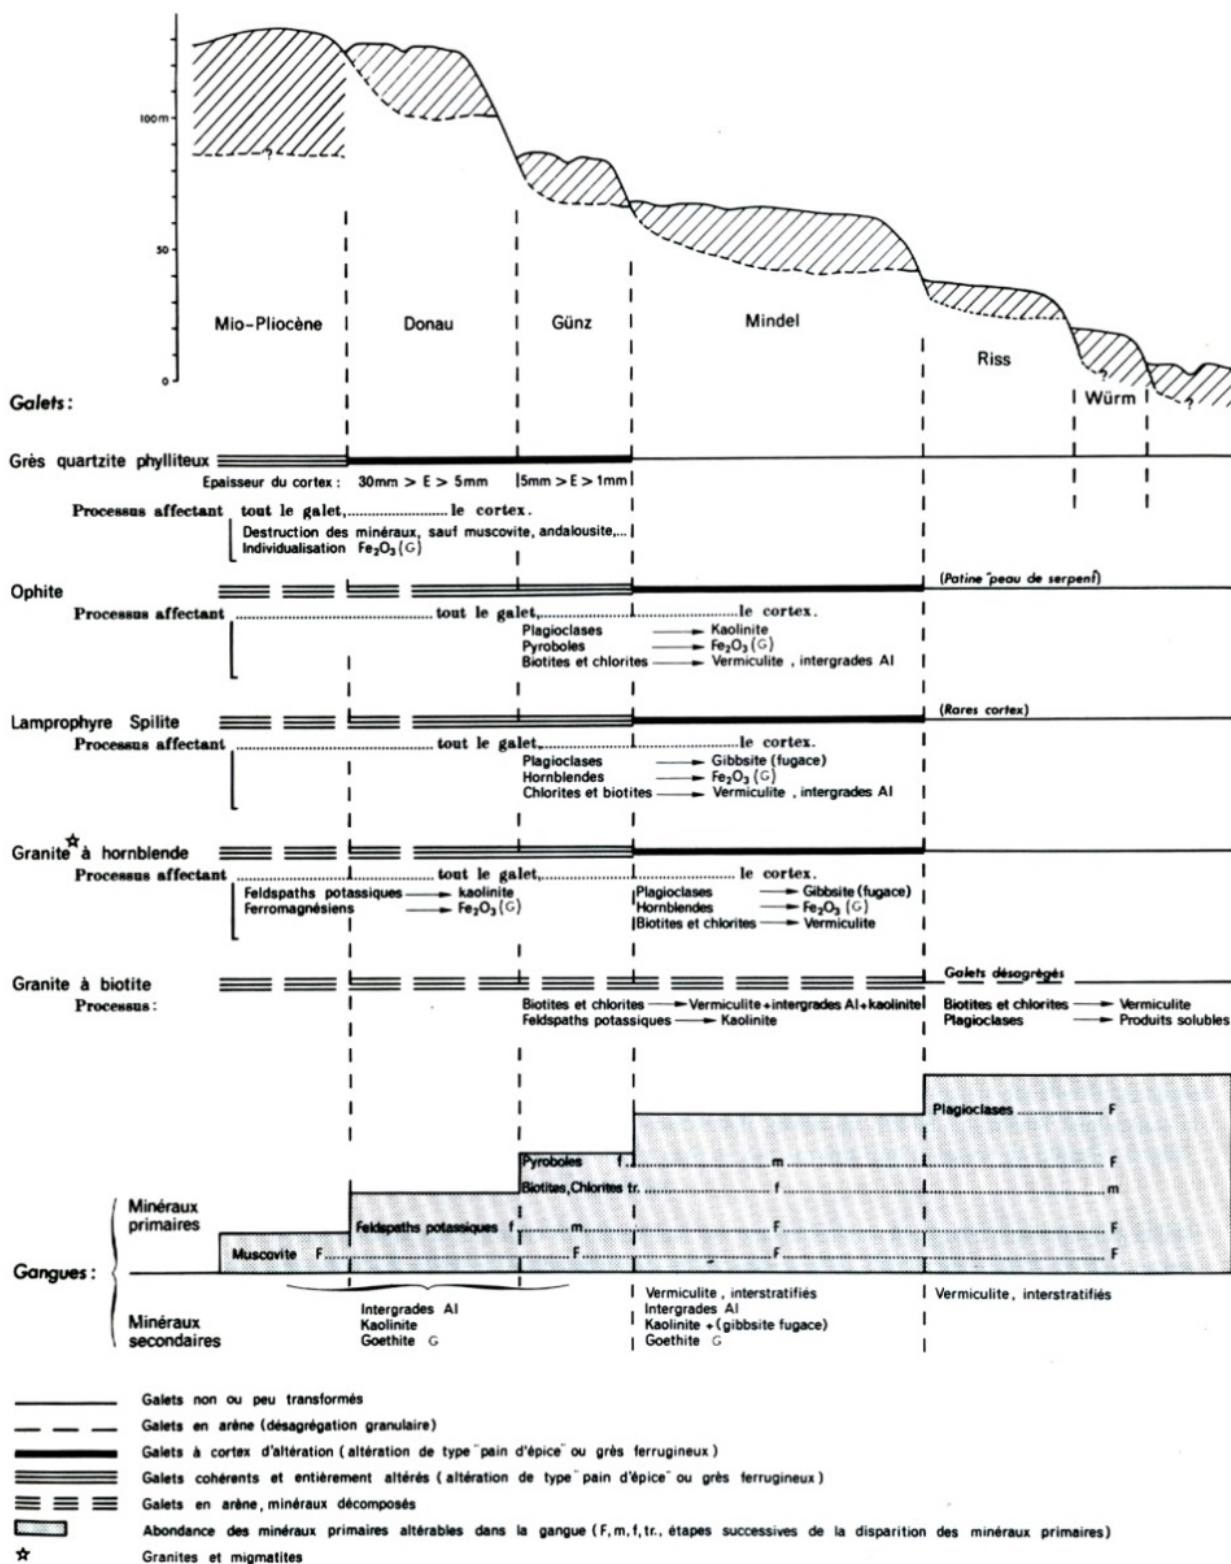 100m
?
50
Mio-Pliocène Donau Günz Mindel
Riss
0
Würm
?
?
Galets :
Grès quartzite phylliteux
Epaisseur du cortex : 30mm > E > 5mm 5mm > E > 1mm
Processus affectant tout le galet,.................... le cortex.
Destruction des minéraux, sauf muscovite, andalousite,...
Individualisation Fe₂O₃(G)
Ophite (Patine "peau de serpent")
Processus affectant ........................................ tout le galet,........................................ le cortex.
Plagioclases → Kaolinite
Pyroboles → Fe₂O₃(G)
Biotites et chlorites → Vermiculite , intergrades Al
Lamprophyre Spilite (Rares cortex)
Processus affectant ........................................ tout le galet,........................................ le cortex.
Plagioclases → Gibbsite (fugace)
Hornblendes → Fe₂O₃(G)
Chlorites et biotites → Vermiculite , intergrades Al
Granite☆ à hornblende
Processus affectant ........................................ tout le galet,........................................ le cortex.
Feldspaths potassiques → kaolinite Plagioclases → Gibbsite (fugace)
Ferromagnésiens → Fe₂O₃(G) Hornblendes → Fe₂O₃(G)
Biotites et chlorites → Vermiculite
Granite à biotite Galets désagrégés
Processus : Biotites et chlorites → Vermiculite+intergrades Al+kaolinite Biotites et chlorites → Vermiculite
Feldspaths potassiques → Kaolinite Plagioclases → Produits solubles
Plagioclases .................... F
Pyroboles f.................... m .................... F
Biotites,Chlorites tr. .................... f .................... m
Minéraux
primaires
Feldspaths potassiques f.......... m .................... F .................... F
Muscovite F.................... F .................... F .................... F
Gangues :
Minéraux
secondaires
Intergrades Al
Kaolinite
Goethite G
Vermiculite , interstratifiés
Intergrades Al
Kaolinite + (gibbsite fugace)
Goethite G
Vermiculite , interstratifiés
Galets non ou peu transformés
Galets en arène (désagrégation granulaire)
Galets à cortex d'altération ( altération de type "pain d'épice" ou grès ferrugineux )
Galets cohérents et entièrement altérés ( altération de type "pain d'épice" ou grès ferrugineux )
Galets en arène, minéraux décomposés
Abondance des minéraux primaires altérables dans la gangue ( F, m, f, tr., étapes successives de la disparition des minéraux primaires )
☆ Granites et migmatites